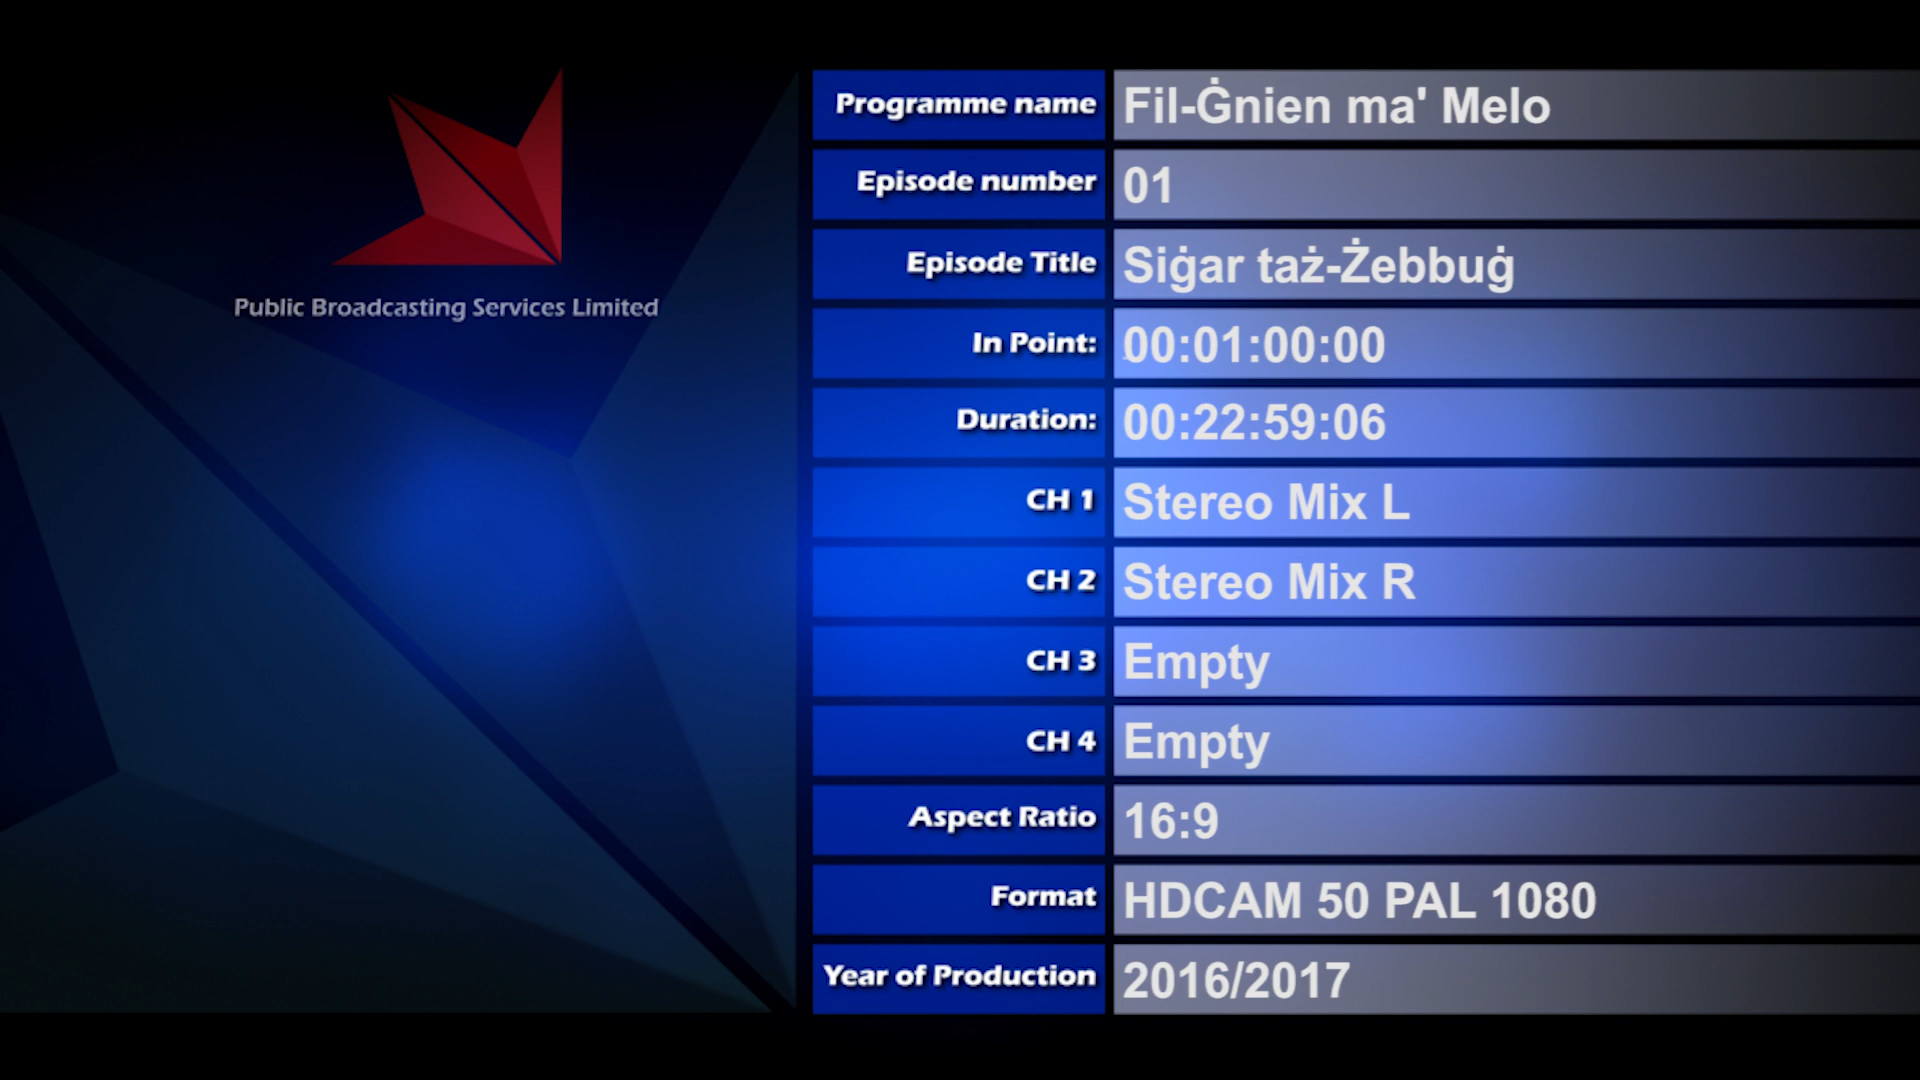 Public Broadcasting Services Limited
Programme name Fil-Ġnien ma' Melo
Episode number 01
Episode Title Siġar taż-Żebbuġ
In Point: 00:01:00:00
Duration: 00:22:59:06
CH 1 Stereo Mix L
CH 2 Stereo Mix R
CH 3 Empty
CH 4 Empty
Aspect Ratio 16:9
Format HDCAM 50 PAL 1080
Year of Production 2016/2017